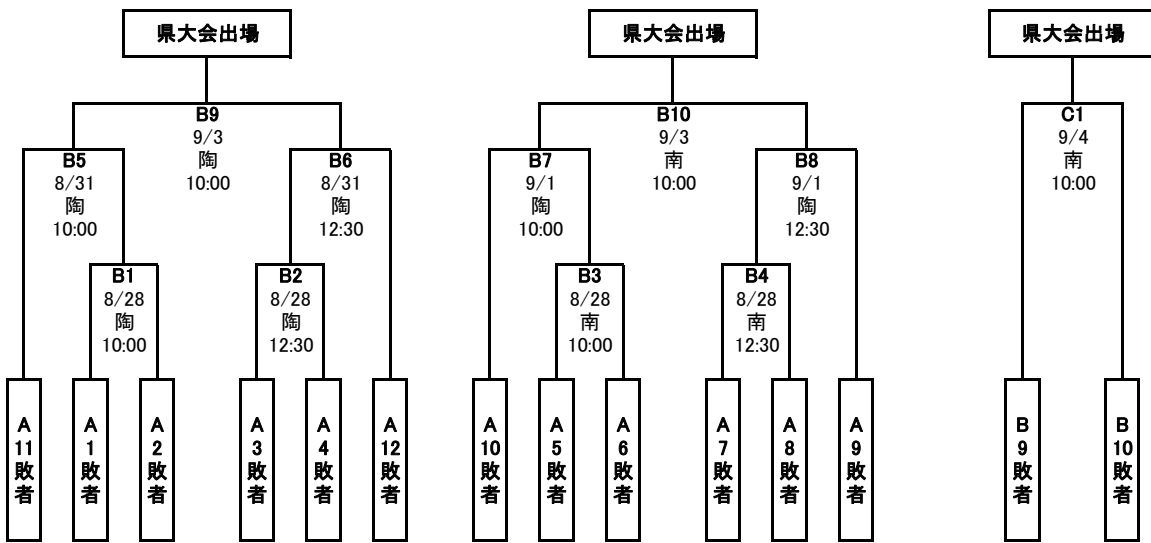 県大会出場
県大会出場
県大会出場
B9
9/3
陶
10:00
B10
9/3
南
10:00
C1
9/4
南
10:00
B5
8/31
陶
10:00
B6
8/31
陶
12:30
B7
9/1
陶
10:00
B8
9/1
陶
12:30
B1
8/28
陶
10:00
B2
8/28
陶
12:30
B3
8/28
南
10:00
B4
8/28
南
12:30
A11敗者
A1敗者
A2敗者
A3敗者
A4敗者
A12敗者
A10敗者
A5敗者
A6敗者
A7敗者
A8敗者
A9敗者
B9敗者
B10敗者